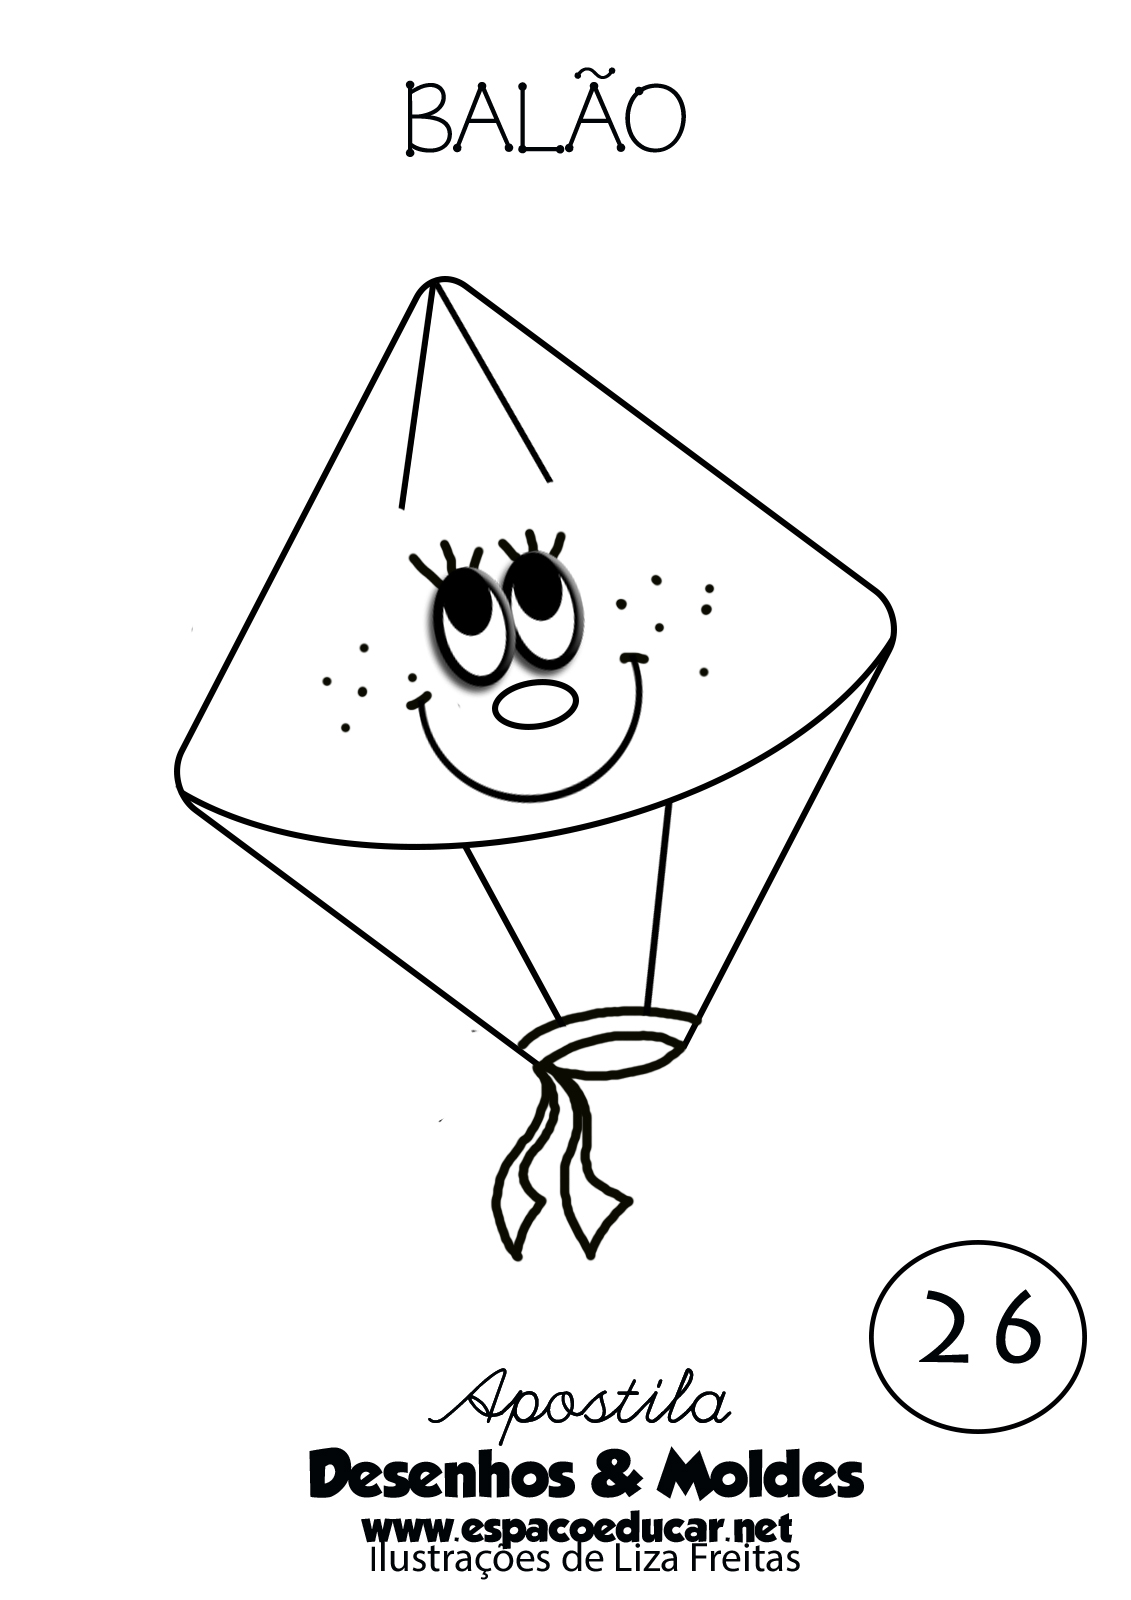 BALÃO
26
Apostila
Desenhos & Moldes
www.espacoeducar.net
Ilustrações de Liza Freitas